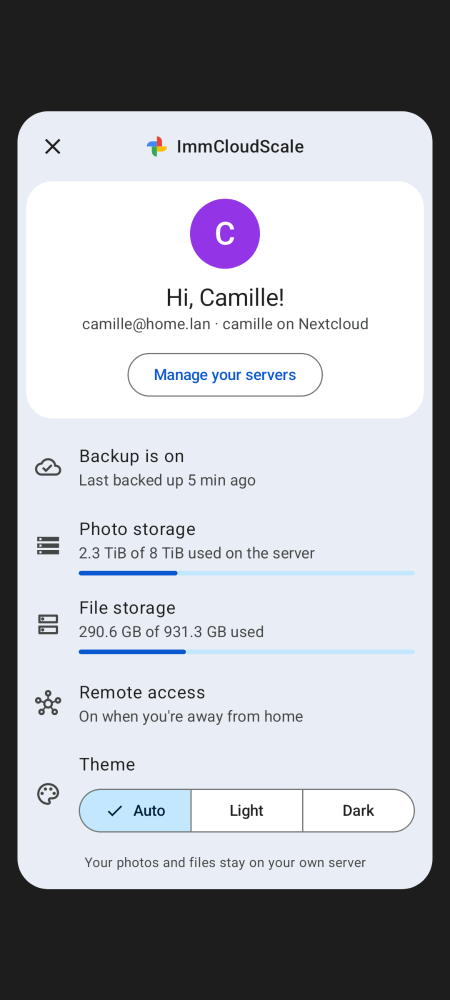 ImmCloudScale
C
Hi, Camille!
camille@home.lan · camille on Nextcloud
Manage your servers
Backup is on
Last backed up 5 min ago
Photo storage
2.3 TiB of 8 TiB used on the server
File storage
290.6 GB of 931.3 GB used
Remote access
On when you're away from home
Theme
Auto
Light
Dark
Your photos and files stay on your own server